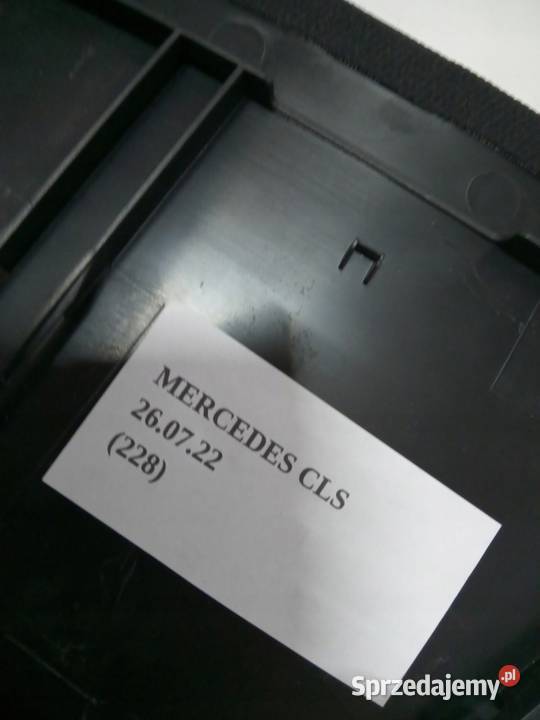 MERCEDES CLS
26.07.22
(228)
Sprzedajemy.pl